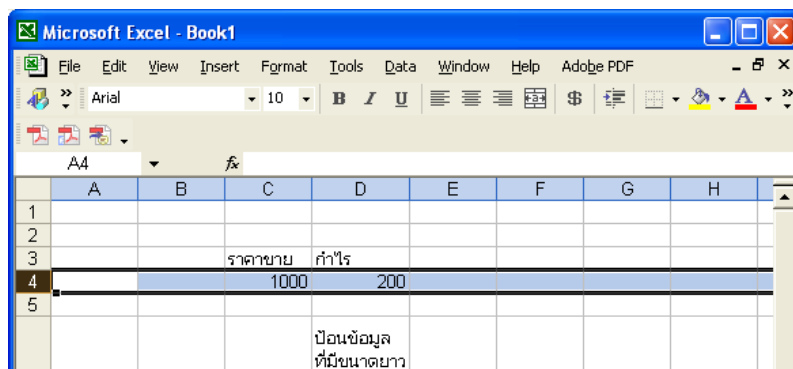 Microsoft Excel - Book1
File Edit View Insert Format Tools Data Window Help Adobe PDF
Arial 10 B I U $ A
A4 fx
A B C D E F G H
1
2
3 ราคาขาย กำไร
4 1000 200
5
ป้อนข้อมูล
ที่มีขนาดยาว